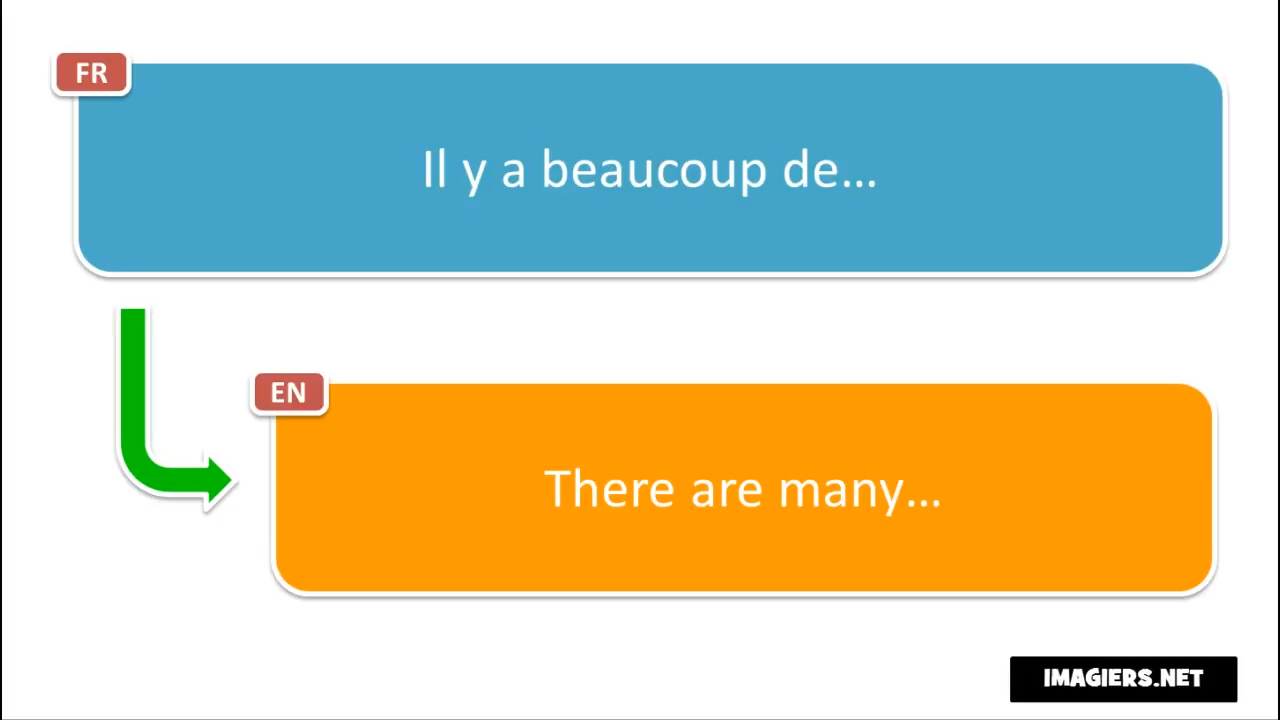 FR
Il y a beaucoup de...
EN
There are many...
IMAGIERS.NET